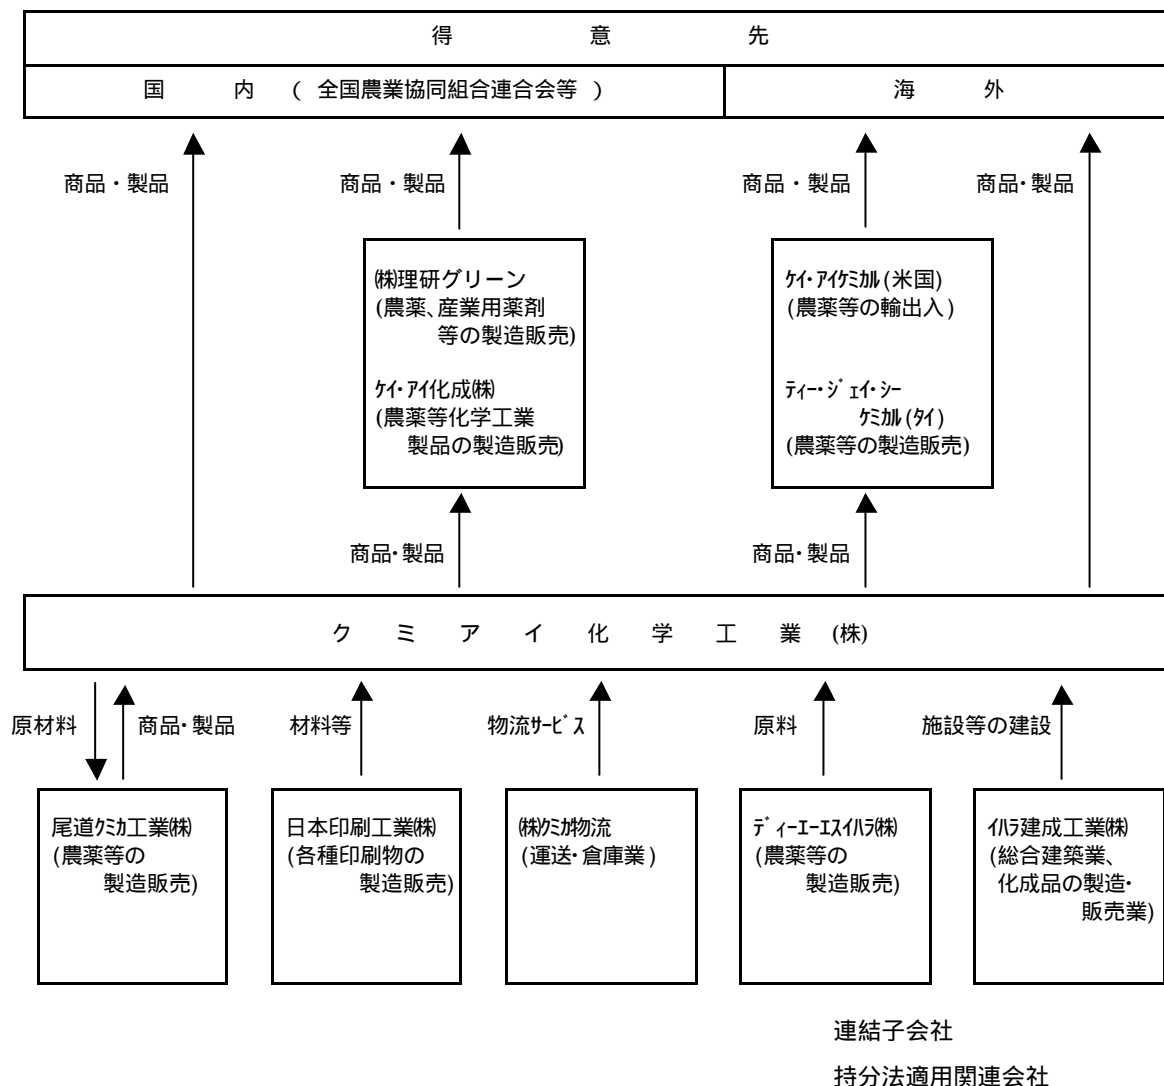 得意先
国内 ( 全国農業協同組合連合会等 )
海外
商品・製品
商品・製品
商品・製品
商品・製品
㈱理研グリーン
(農薬、産業用薬剤
等の製造販売)
ｹｲ・ｱｲ化成㈱
(農薬等化学工業
製品の製造販売)
ｹｲ・ｱｲｹﾐｶﾙ(米国)
(農薬等の輸出入)
ﾃｨｰ・ｼﾞｪｲ・ｼｰ
ｹﾐｶﾙ(ﾀｲ)
(農薬等の製造販売)
商品・製品
商品・製品
クミアイ化学工業(株)
原材料
商品・製品
材料等
物流ｻｰﾋﾞｽ
原料
施設等の建設
尾道ｸﾐｶ工業㈱
(農薬等の
製造販売)
日本印刷工業㈱
(各種印刷物の
製造販売)
㈱ｸﾐｶ物流
(運送・倉庫業)
ﾃﾞｨｰｴｰｴｽｲﾊﾗ㈱
(農薬等の
製造販売)
ｲﾊﾗ建成工業㈱
(総合建築業、
化成品の製造・
販売業)
連結子会社
持分法適用関連会社